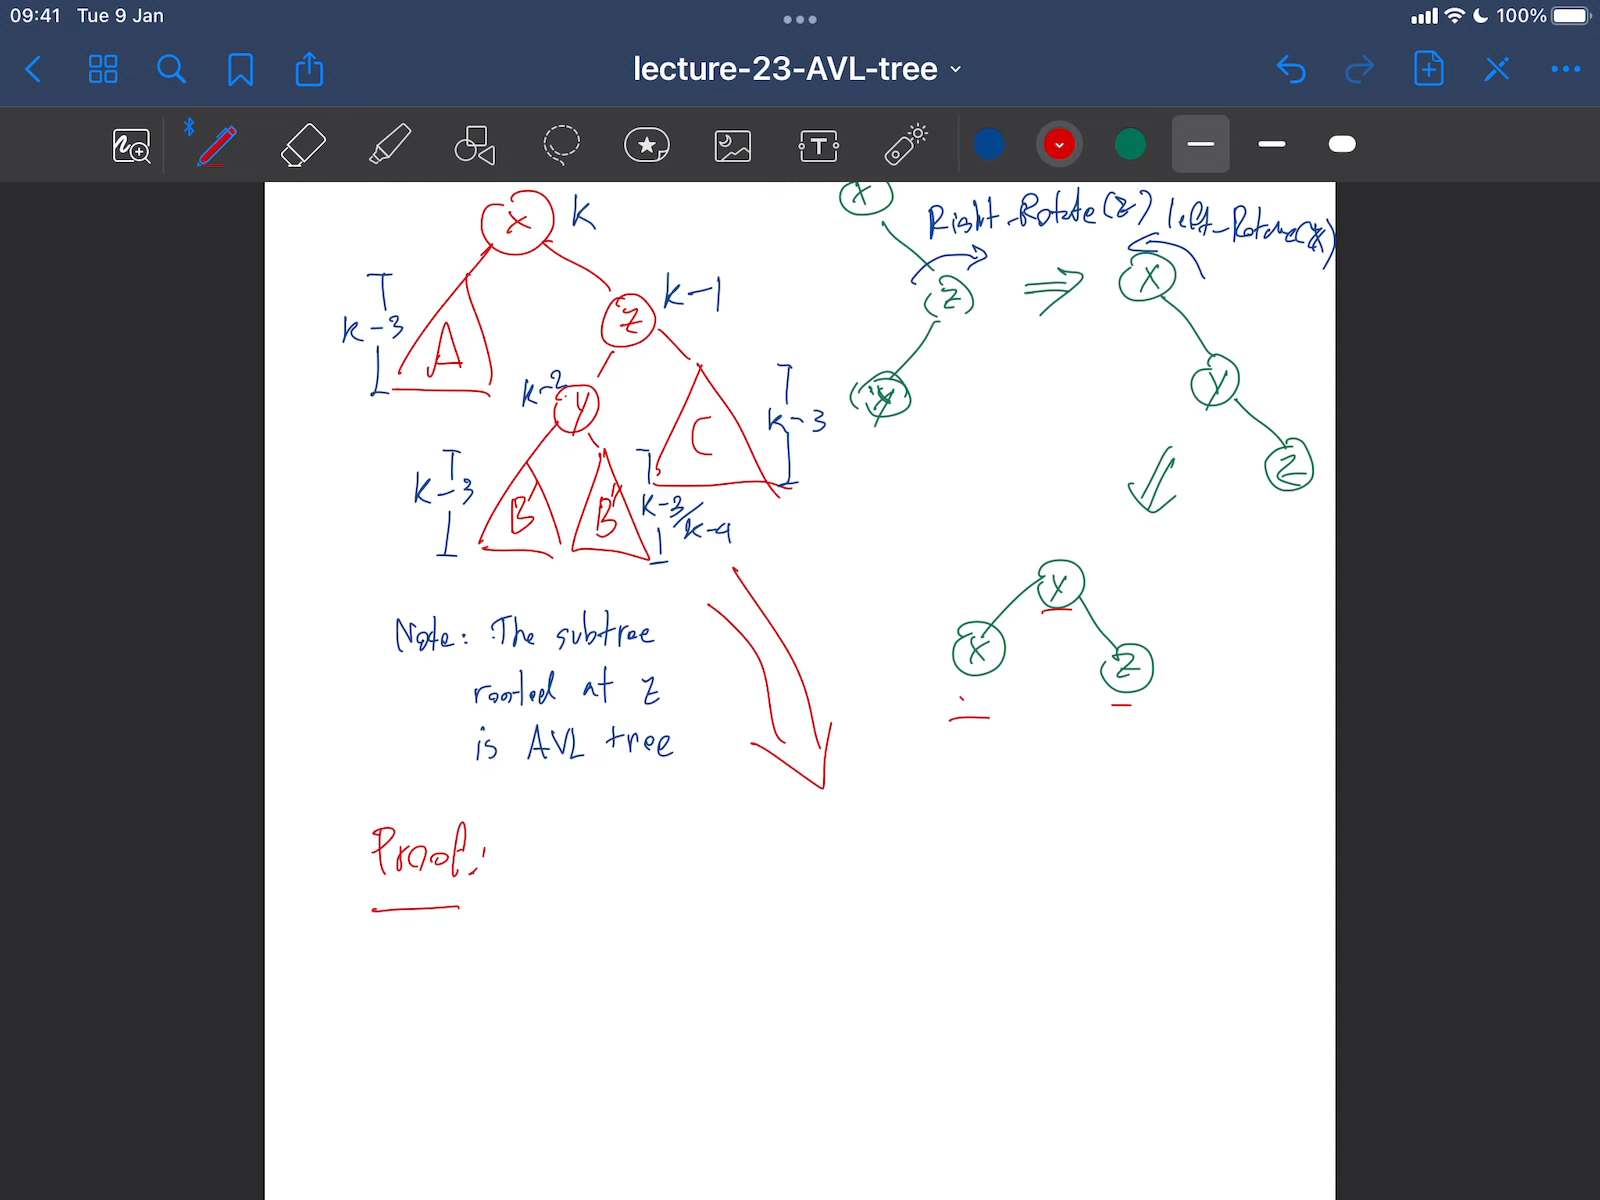 09:41 Tue 9 Jan
100%
lecture-23-AVL-tree
T
X K
X
Right-Rotate(z) left-Rotate(x)
K-3
A
Z K-1
Z
X
K-2
Y
C
K-3
Y
Y
K-3
B
B'
K-3/K-4
Z
Note: The subtree
rooted at z
is AVL tree
Y
X
Z
Proof: